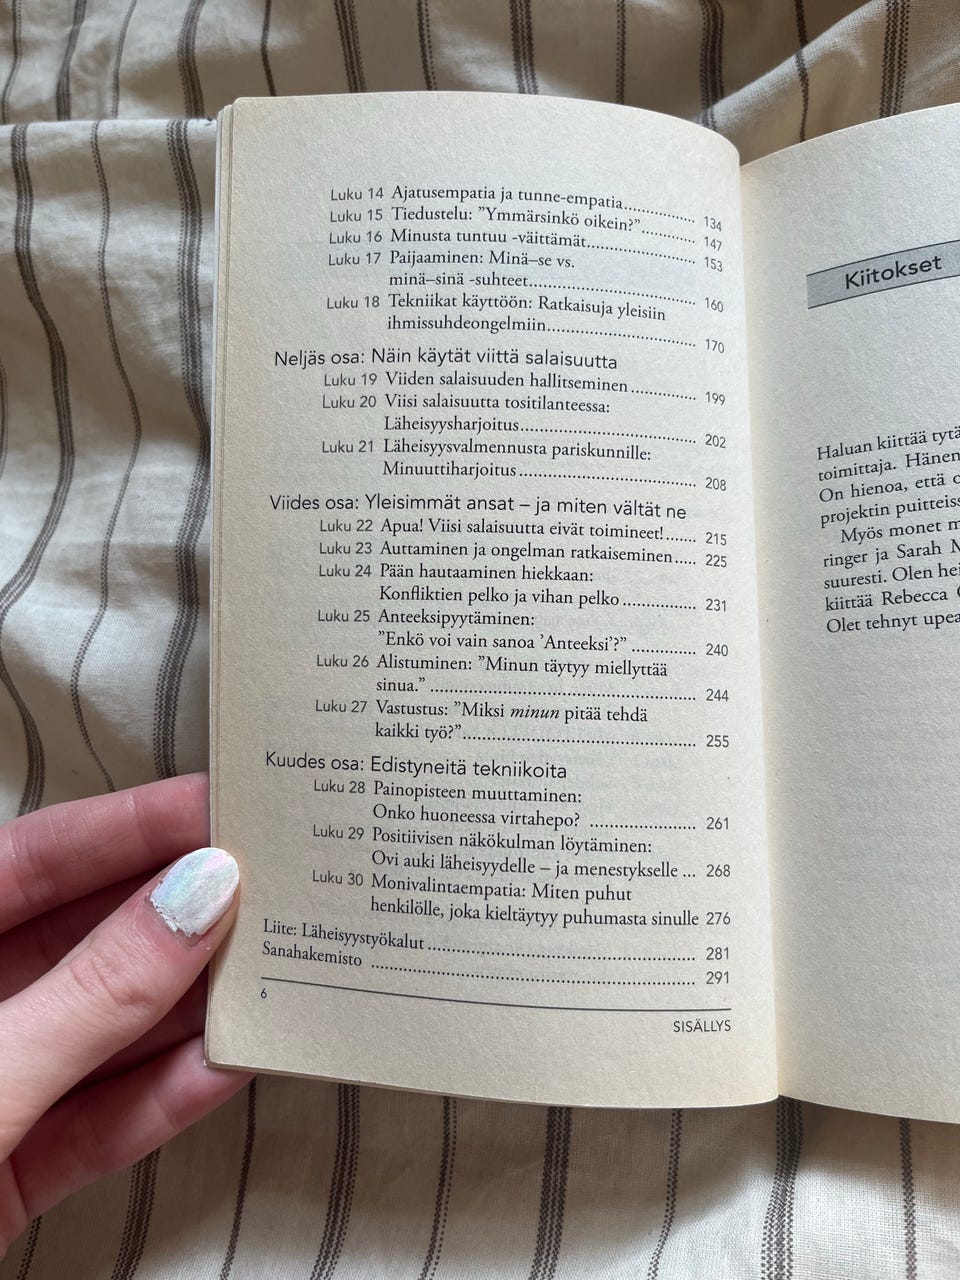 Luku 14 Ajatusempatia ja tunne-empatia.................. 134
Luku 15 Tiedustelu: ”Ymmärsinkö oikein?”............. 147
Luku 16 Minusta tuntuu -väittämät......................... 153
Luku 17 Paijaaminen: Minä–se vs.
minä–sinä -suhteet...................................... 160
Luku 18 Tekniikat käyttöön: Ratkaisuja yleisiin
ihmissuhdeongelmiin................................... 170
Neljäs osa: Näin käytät viittä salaisuutta
Luku 19 Viiden salaisuuden hallitseminen ............... 199
Luku 20 Viisi salaisuutta tositilanteessa:
Läheisyysharjoitus........................................ 202
Luku 21 Läheisyysvalmennusta pariskunnille:
Minuuttiharjoitus......................................... 208
Viides osa: Yleisimmät ansat – ja miten vältät ne
Luku 22 Apua! Viisi salaisuutta eivät toimineet!....... 215
Luku 23 Auttaminen ja ongelman ratkaiseminen..... 225
Luku 24 Pään hautaaminen hiekkaan:
Konfliktien pelko ja vihan pelko ................. 231
Luku 25 Anteeksipyytäminen:
”Enkö voi vain sanoa ’Anteeksi’?” ............... 240
Luku 26 Alistuminen: ”Minun täytyy miellyttää
sinua.” .......................................................... 244
Luku 27 Vastustus: ”Miksi minun pitää tehdä
kaikki työ?”................................................... 255
Kuudes osa: Edistyneitä tekniikoita
Luku 28 Painopisteen muuttaminen:
Onko huoneessa virtahepo? ........................ 261
Luku 29 Positiivisen näkökulman löytäminen:
Ovi auki läheisyydelle – ja menestykselle ... 268
Luku 30 Monivalintaempatia: Miten puhut
henkilölle, joka kieltäytyy puhumasta sinulle 276
Liite: Läheisyystyökalut ........................................... 281
Sanahakemisto ........................................................ 291
6
SISÄLLYS
Kiitokset
Haluan kiittää
toimittaja. Hänen
On hienoa, että
projektin
Myös monet
ringer ja Sarah
suuresti. Olen
kiittää Rebecca
Olet tehnyt